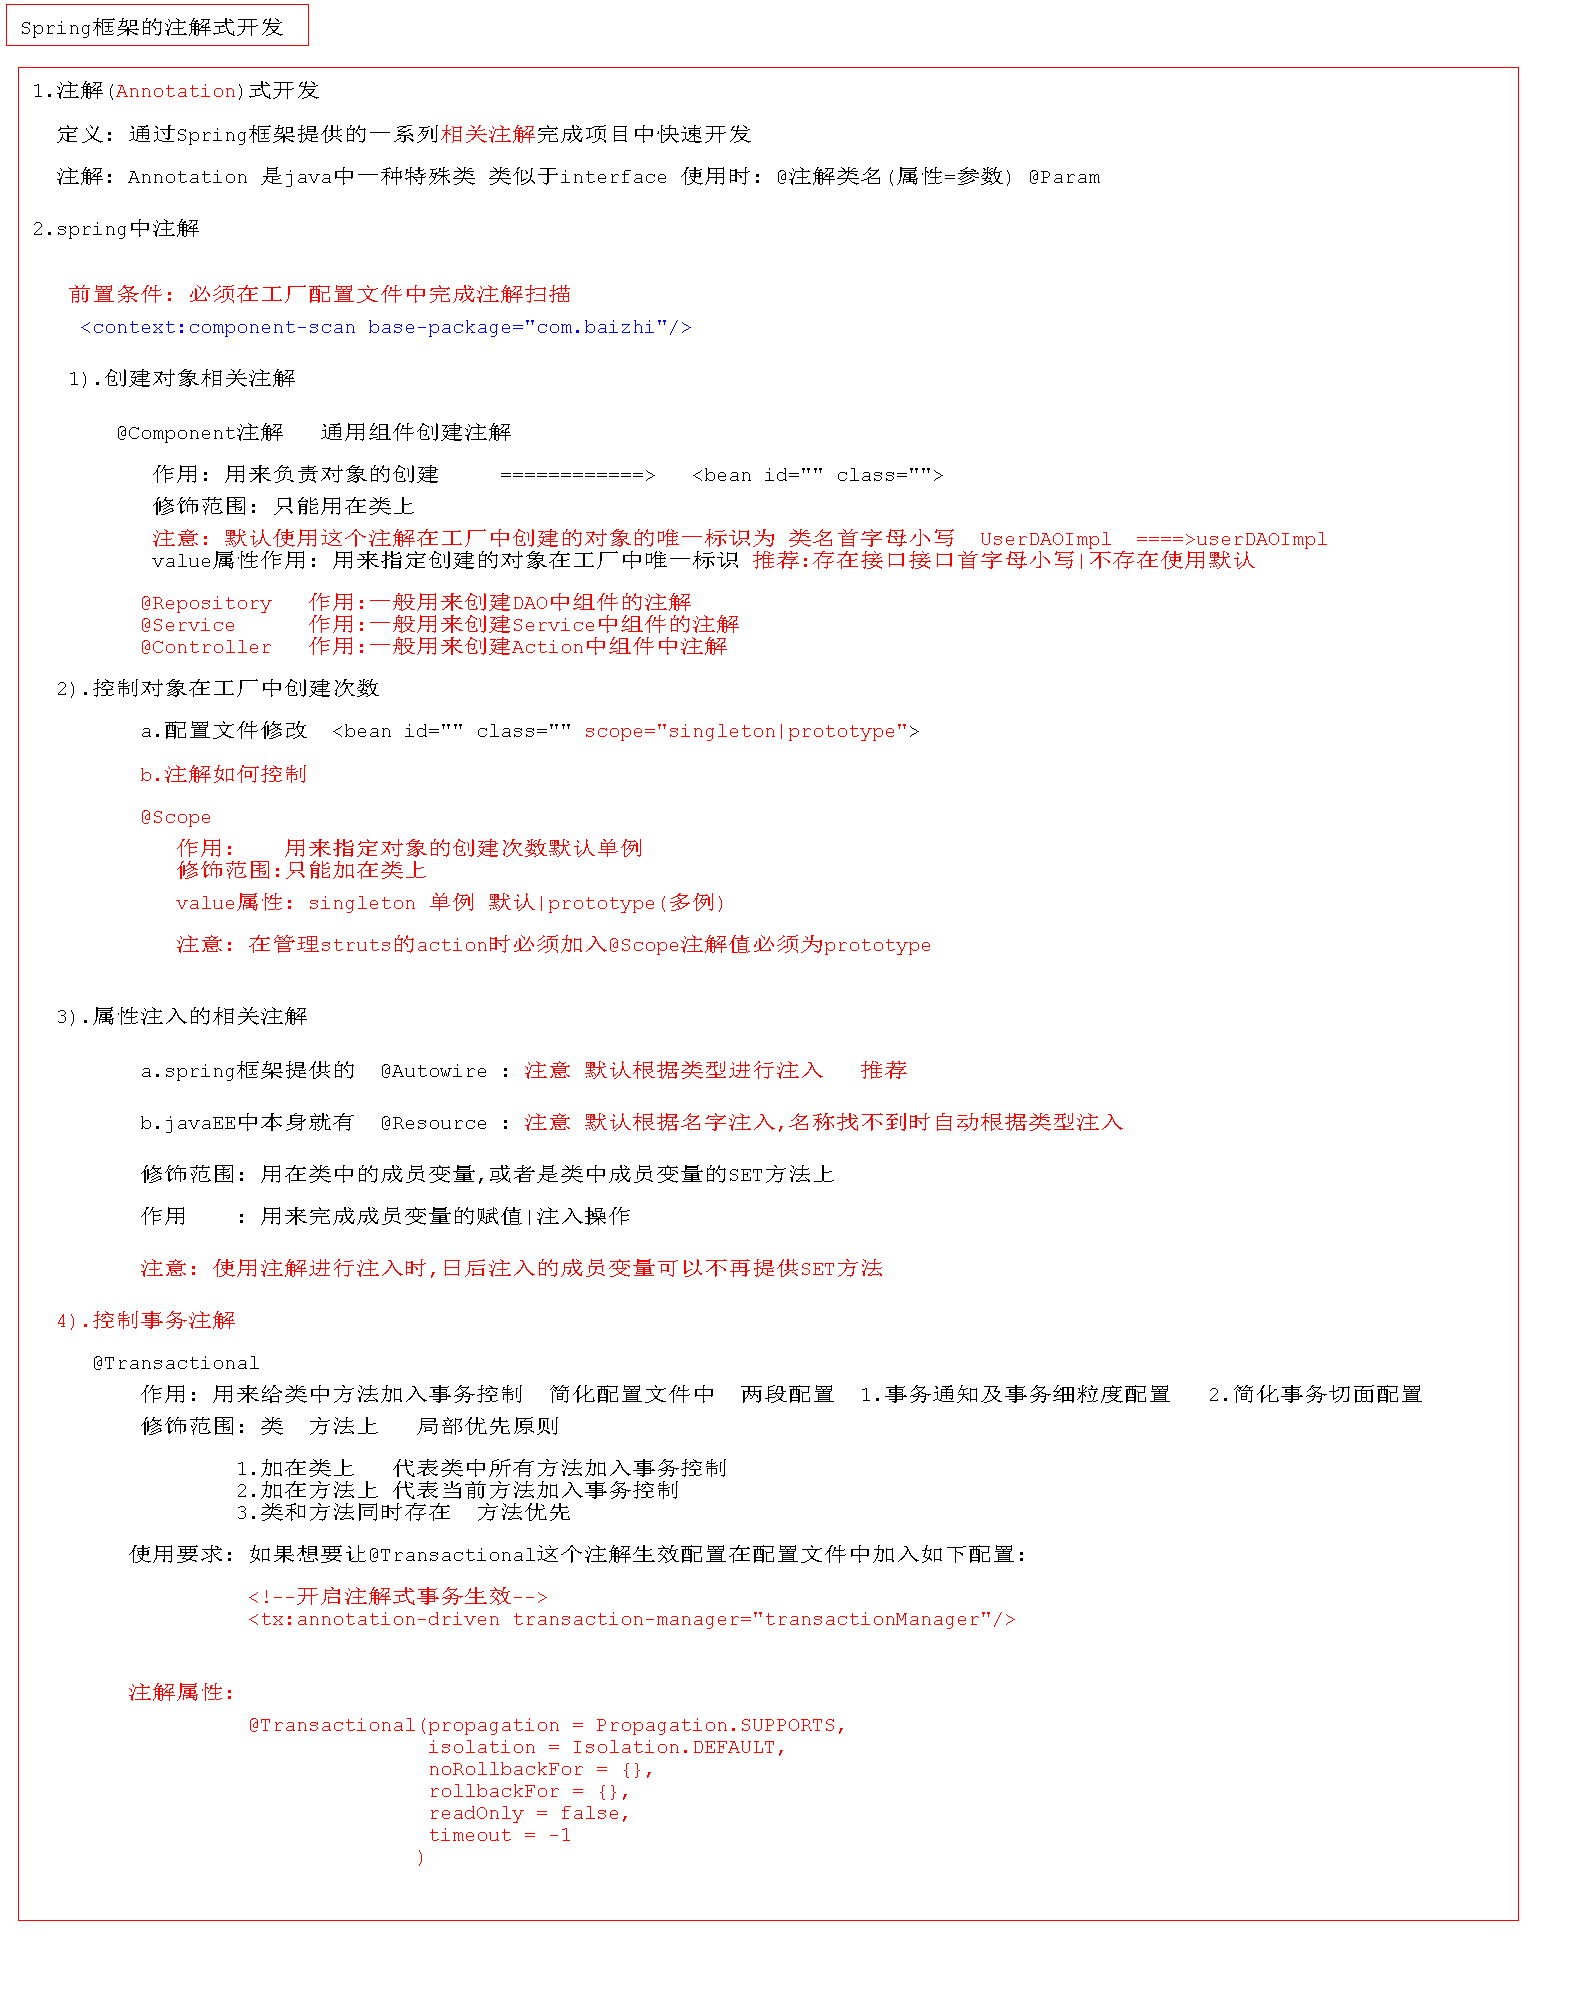 Spring框架的注解式开发
1.注解(Annotation)式开发
定义: 通过Spring框架提供的一系列相关注解完成项目中快速开发
注解: Annotation 是java中一种特殊类 类似于interface 使用时: @注解类名(属性=参数) @Param
2.spring中注解
前置条件: 必须在工厂配置文件中完成注解扫描
<context:component-scan base-package="com.baizhi"/>
1).创建对象相关注解
@Component注解 通用组件创建注解
作用: 用来负责对象的创建 ============> <bean id="" class="">
修饰范围: 只能用在类上
注意: 默认使用这个注解在工厂中创建的对象的唯一标识为 类名首字母小写 UserDAOImpl ====>userDAOImpl
value属性作用: 用来指定创建的对象在工厂中唯一标识 推荐:存在接口接口首字母小写|不存在使用默认
@Repository 作用:一般用来创建DAO中组件的注解
@Service 作用:一般用来创建Service中组件的注解
@Controller 作用:一般用来创建Action中组件中注解
2).控制对象在工厂中创建次数
a.配置文件修改 <bean id="" class="" scope="singleton|prototype">
b.注解如何控制
@Scope
作用: 用来指定对象的创建次数默认单例
修饰范围:只能加在类上
value属性: singleton 单例 默认|prototype(多例)
注意: 在管理struts的action时必须加入@Scope注解值必须为prototype
3).属性注入的相关注解
a.spring框架提供的 @Autowire : 注意 默认根据类型进行注入 推荐
b.javaEE中本身就有 @Resource : 注意 默认根据名字注入,名称找不到时自动根据类型注入
修饰范围: 用在类中的成员变量,或者是类中成员变量的SET方法上
作用 : 用来完成成员变量的赋值|注入操作
注意: 使用注解进行注入时,日后注入的成员变量可以不再提供SET方法
4).控制事务注解
@Transactional
作用: 用来给类中方法加入事务控制 简化配置文件中 两段配置 1.事务通知及事务细粒度配置 2.简化事务切面配置
修饰范围: 类 方法上 局部优先原则
1.加在类上 代表类中所有方法加入事务控制
2.加在方法上 代表当前方法加入事务控制
3.类和方法同时存在 方法优先
使用要求: 如果想要让@Transactional这个注解生效配置在配置文件中加入如下配置:
<!--开启注解式事务生效-->
<tx:annotation-driven transaction-manager="transactionManager"/>
注解属性:
@Transactional(propagation = Propagation.SUPPORTS,
isolation = Isolation.DEFAULT,
noRollbackFor = {},
rollbackFor = {},
readOnly = false,
timeout = -1
)